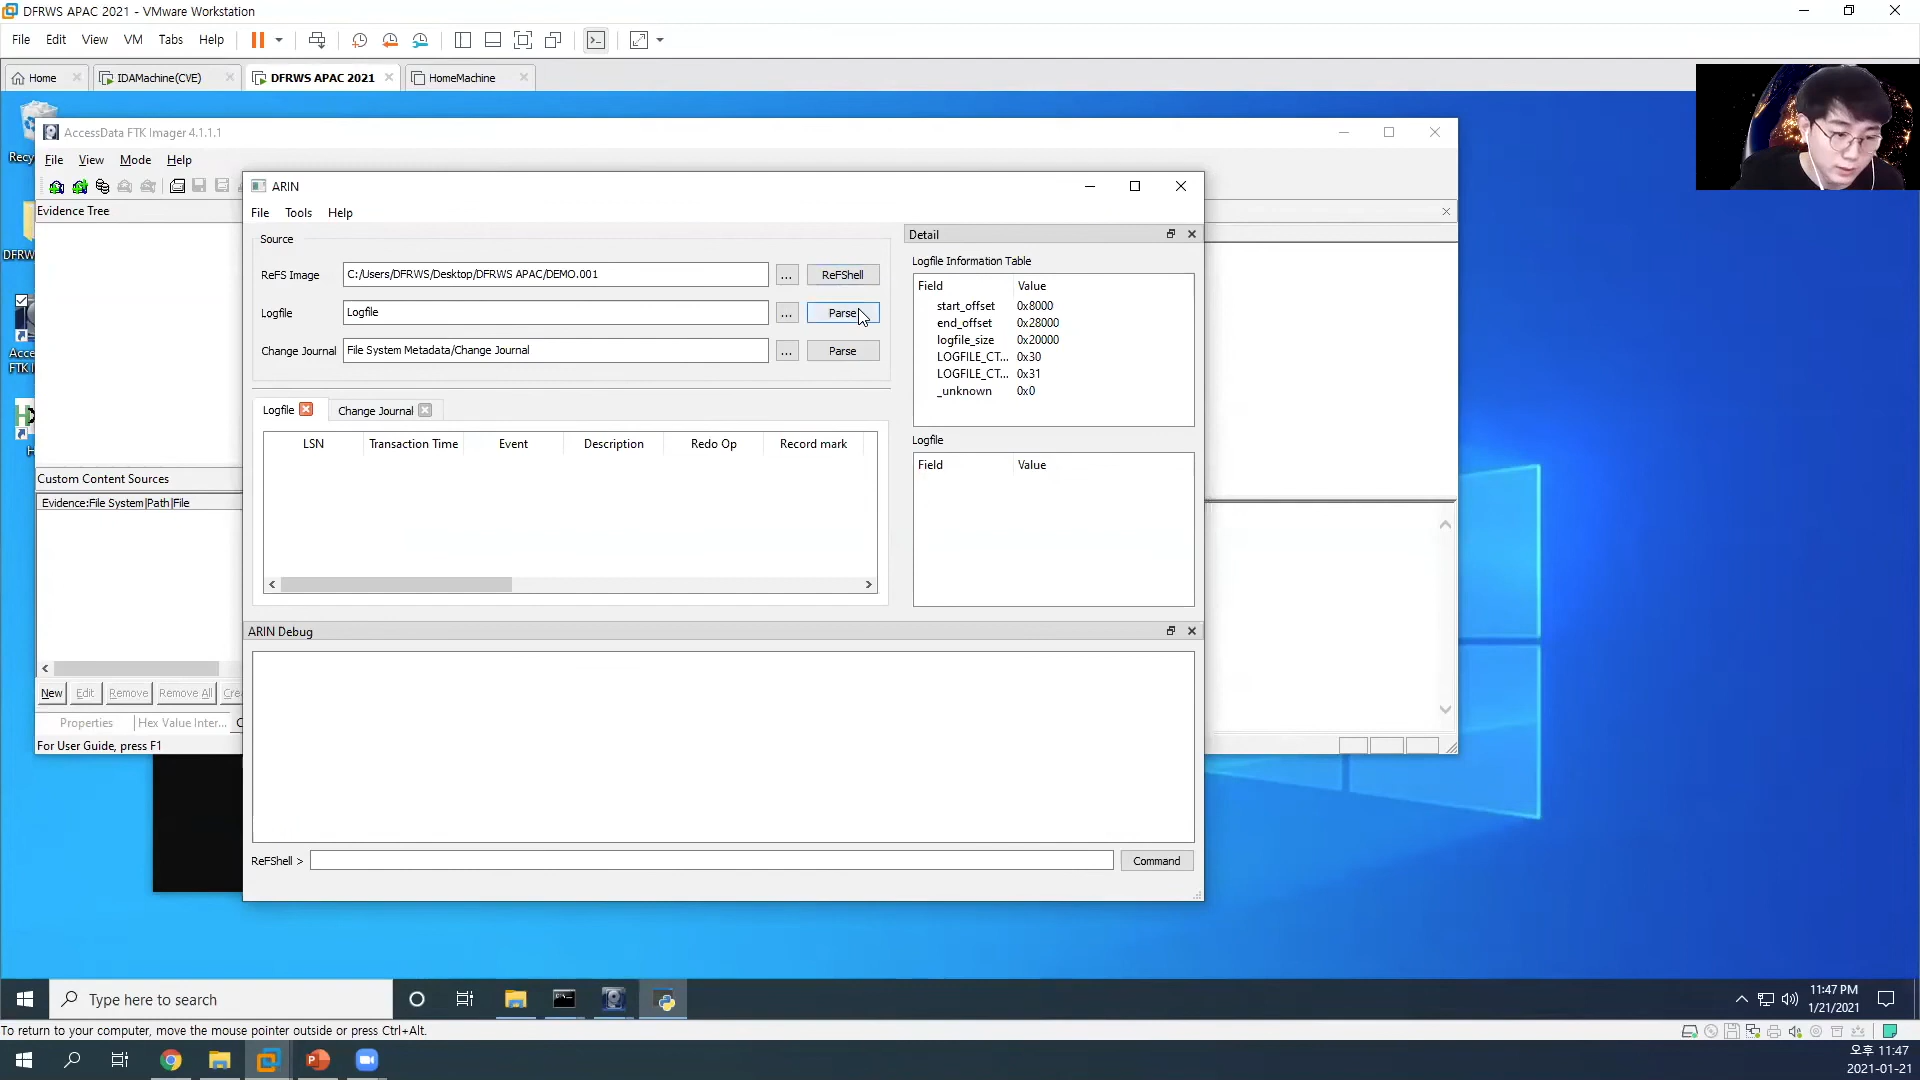 DFRWS APAC 2021 - VMware Workstation
File Edit View VM Tabs Help
Home IDAMachine(CVE) DFRWS APAC 2021 HomeMachine
AccessData FTK Imager 4.1.1.1
File View Mode Help
Evidence Tree
ARIN
File Tools Help
Source
ReFS Image C:/Users/DFRWS/Desktop/DFRWS APAC/DEMO.001 ... ReFShell
Logfile Logfile ... Parse
Change Journal File System Metadata/Change Journal ... Parse
Logfile Change Journal
LSN Transaction Time Event Description Redo Op Record mark
Detail
Logfile Information Table
Field Value
start_offset 0x8000
end_offset 0x28000
logfile_size 0x20000
LOGFILE_CT... 0x30
LOGFILE_CT... 0x31
_unknown 0x0
Logfile
Field Value
Custom Content Sources
Evidence:File System|Path|File
New Edit Remove Remove All Crea
Properties Hex Value Inter... C
For User Guide, press F1
ARIN Debug
ReFShell > Command
Recy
DFRW
Acce
FTK I
H
Type here to search
11:47 PM
1/21/2021
To return to your computer, move the mouse pointer outside or press Ctrl+Alt.
오후 11:47
2021-01-21